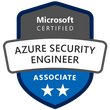 Microsoft
CERTIFIED
AZURE SECURITY
ENGINEER
ASSOCIATE